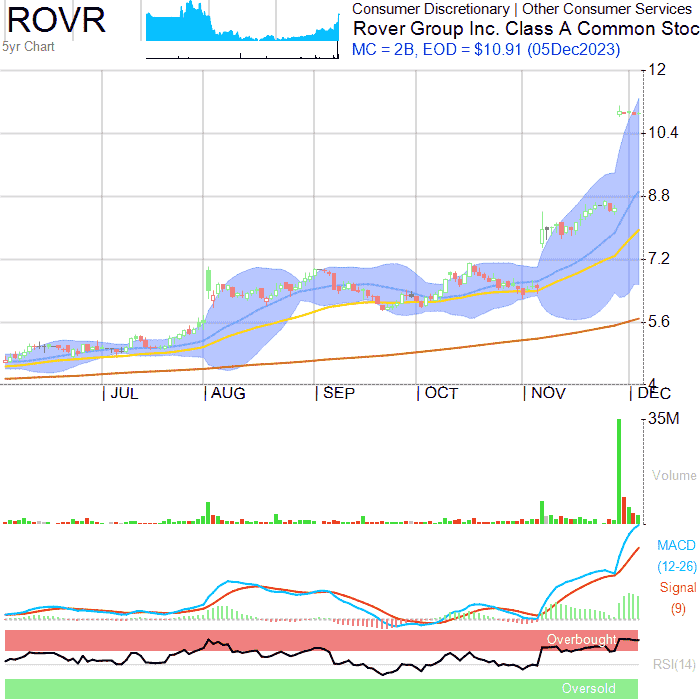 ROVR
5yr Chart
Consumer Discretionary | Other Consumer Services
Rover Group Inc. Class A Common Stoc
MC = 2B, EOD = $10.91 (05Dec2023)
12
10.4
8.8
7.2
5.6
4
JUL AUG SEP OCT NOV DEC
35M
Volume
MACD
(12-26)
Signal
(9)
Overbought
RSI(14)
Oversold